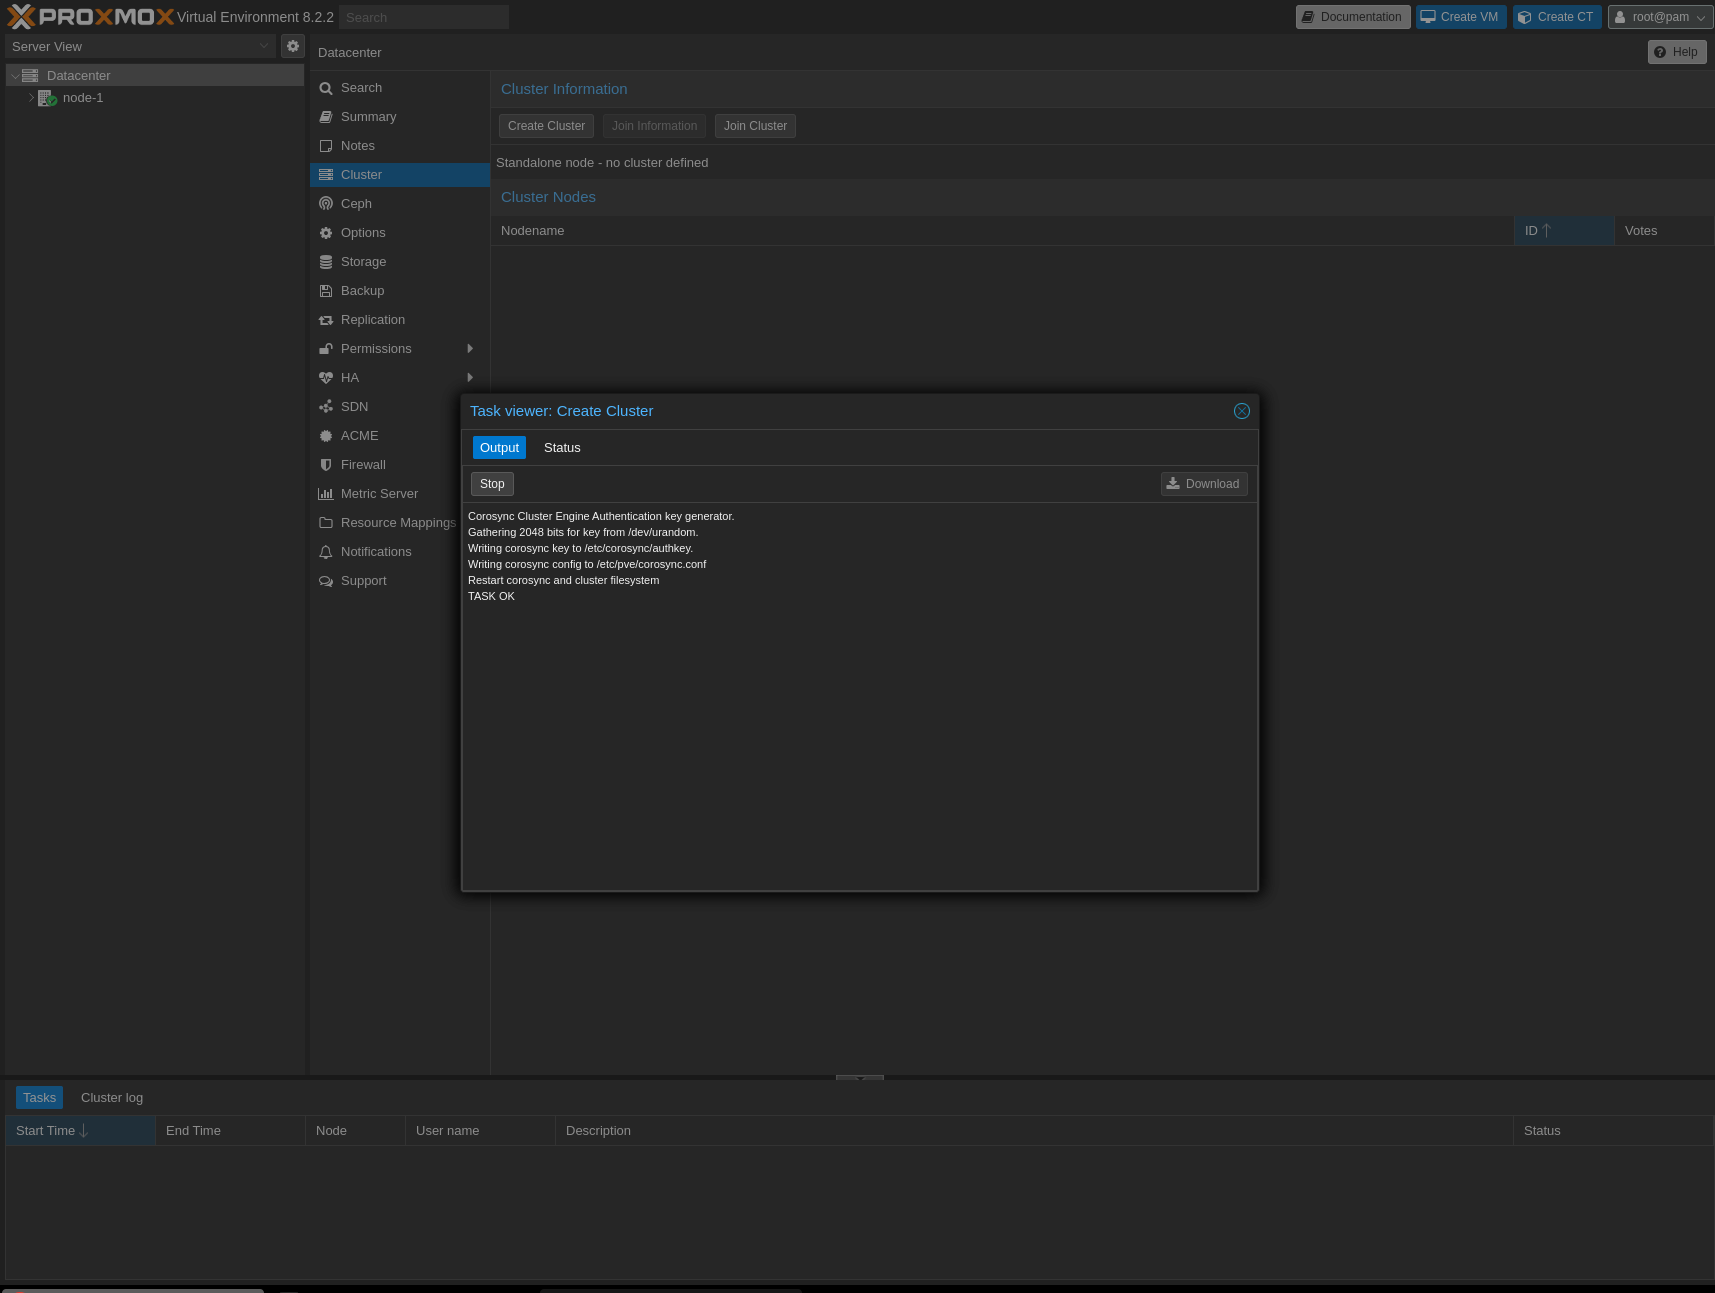 PROXMOX Virtual Environment 8.2.2 Search Documentation Create VM Create CT root@pam
Server View
Datacenter
node-1
Datacenter Help
Search
Summary
Notes
Cluster
Ceph
Options
Storage
Backup
Replication
Permissions
HA
SDN
ACME
Firewall
Metric Server
Resource Mappings
Notifications
Support
Cluster Information
Create Cluster Join Information Join Cluster
Standalone node - no cluster defined
Cluster Nodes
Nodename ID Votes
Task viewer: Create Cluster
Output Status
Stop Download
Corosync Cluster Engine Authentication key generator.
Gathering 2048 bits for key from /dev/urandom.
Writing corosync key to /etc/corosync/authkey.
Writing corosync config to /etc/pve/corosync.conf
Restart corosync and cluster filesystem
TASK OK
Tasks Cluster log
Start Time End Time Node User name Description Status